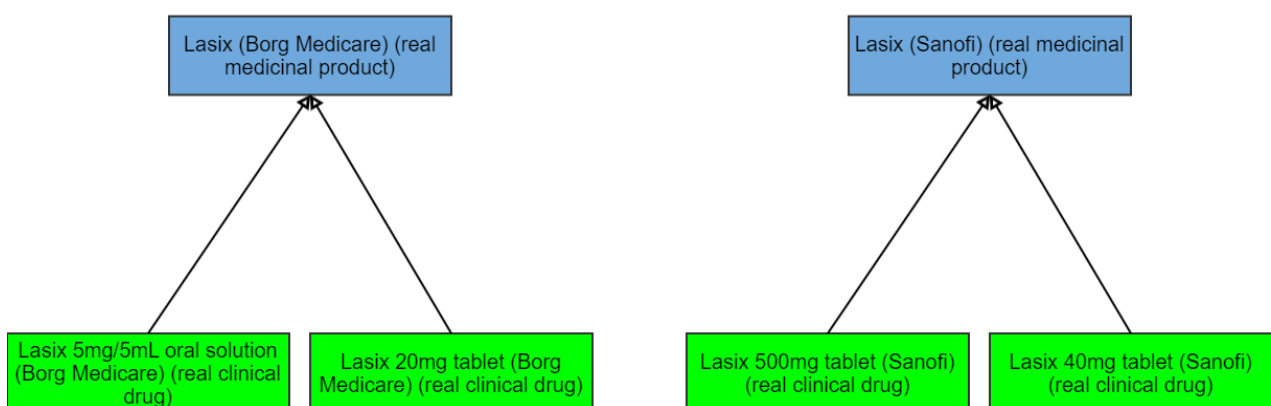 Lasix (Borg Medicare) (real
medicinal product)
Lasix (Sanofi) (real medicinal
product)
Lasix 5mg/5mL oral solution
(Borg Medicare) (real clinical
drug)
Lasix 20mg tablet (Borg
Medicare) (real clinical drug)
Lasix 500mg tablet (Sanofi)
(real clinical drug)
Lasix 40mg tablet (Sanofi)
(real clinical drug)